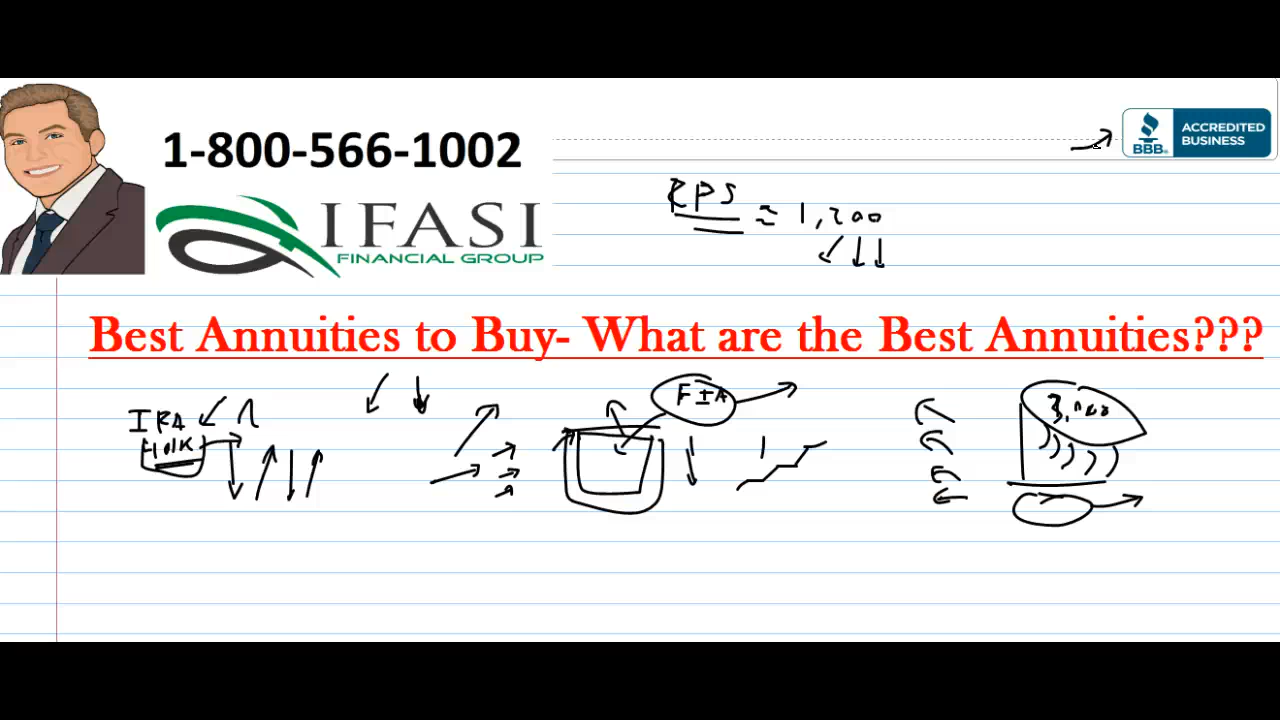 1-800-566-1002
IFASI
FINANCIAL GROUP
BBB
ACCREDITED
BUSINESS
RPS ≈ 1,200
Best Annuities to Buy- What are the Best Annuities???
IRA
401K
FIA